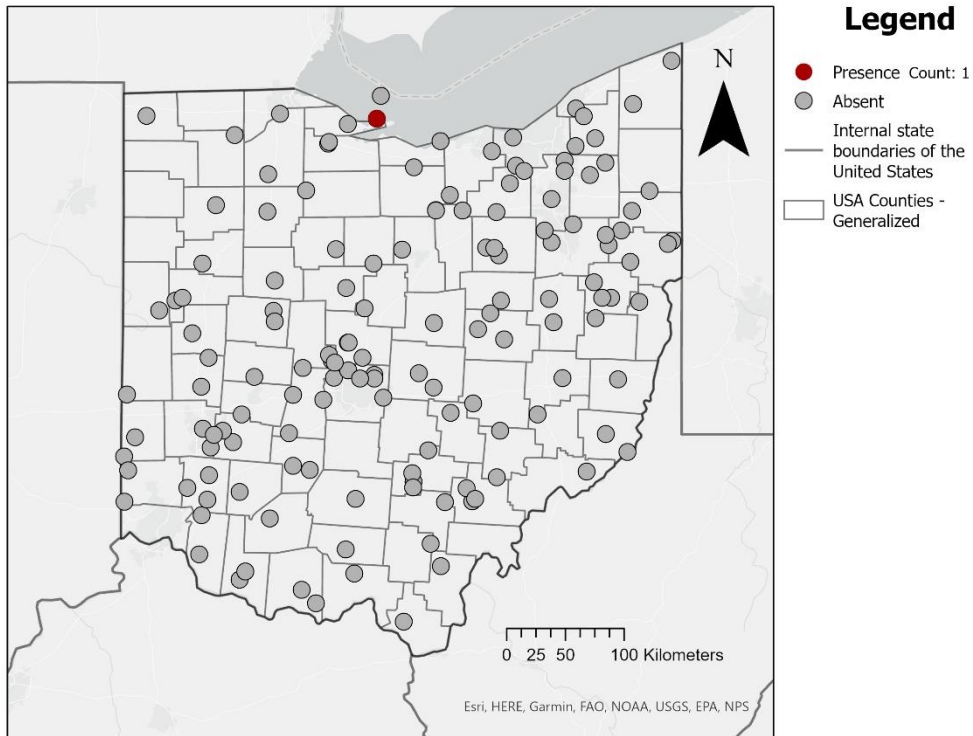 Legend
N
Presence Count: 1
Absent
Internal state
boundaries of the
United States
USA Counties -
Generalized
0 25 50 100 Kilometers
Esri, HERE, Garmin, FAO, NOAA, USGS, EPA, NPS